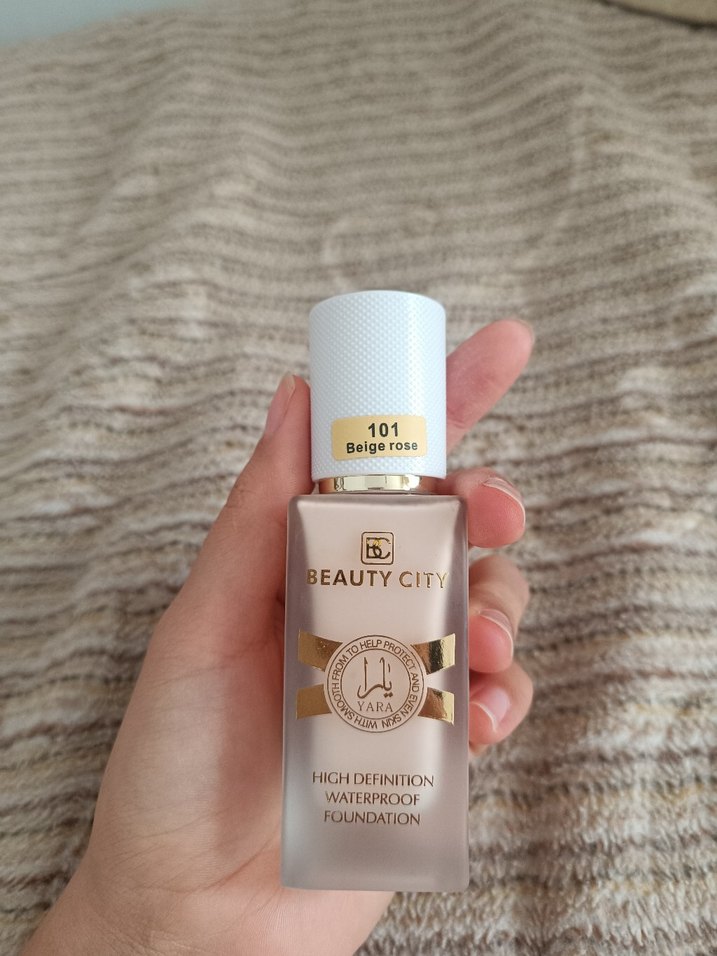 101
Beige rose
BC
BEAUTY CITY
WITH SMOOTH FROM TO HELP PROTECT AND EVEN SKIN
يارا
YARA
HIGH DEFINITION
WATERPROOF
FOUNDATION